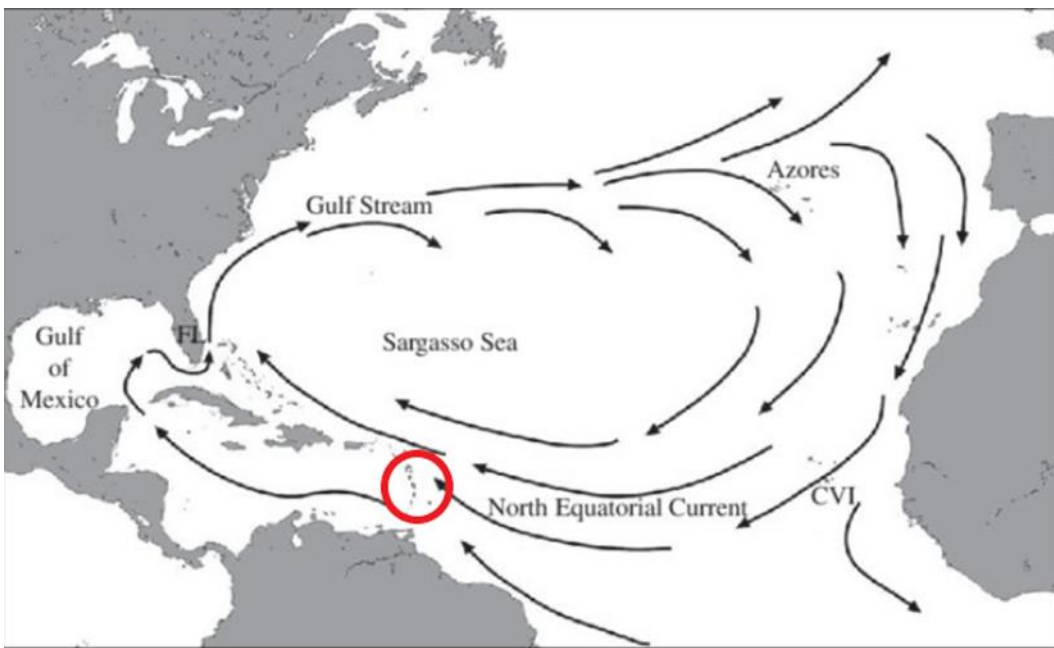 Azores
Gulf Stream
FL
Gulf
of
Mexico
Sargasso Sea
North Equatorial Current
CVI